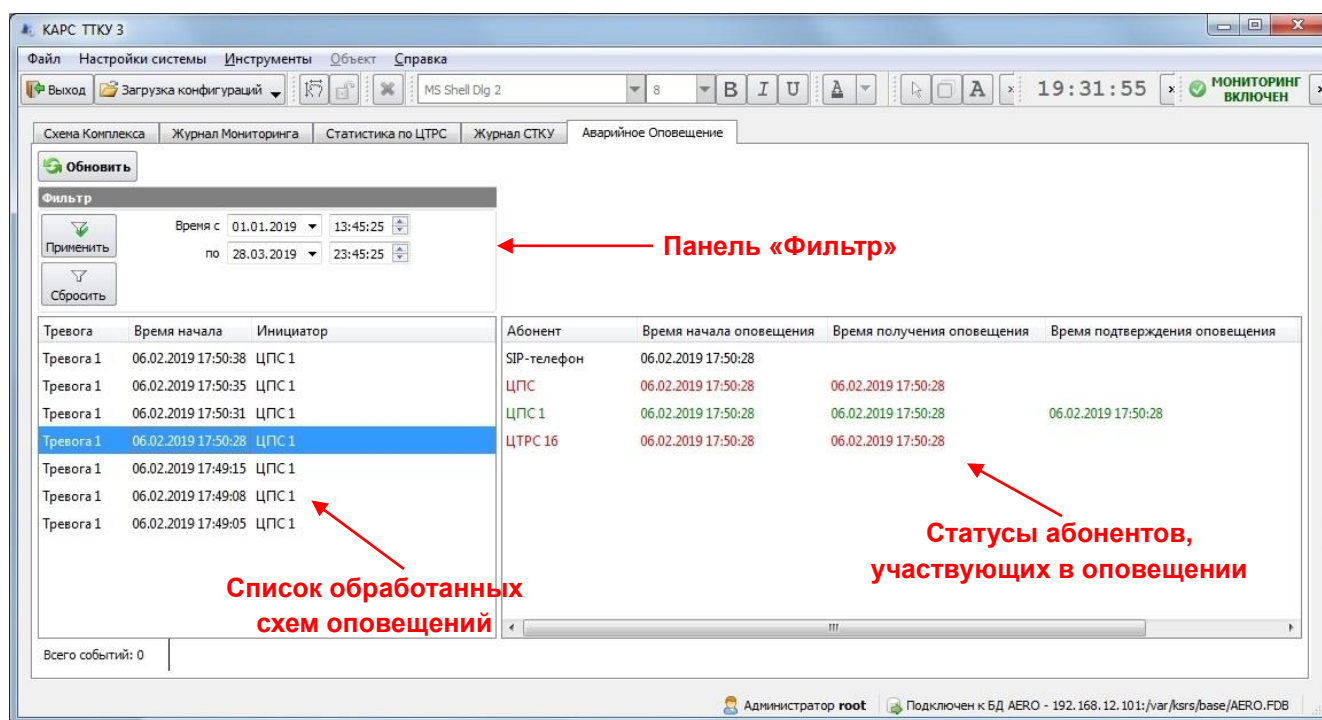 КАРС ТТКУ 3
Файл Настройки системы Инструменты Объект Справка
Выход Загрузка конфигураций MS Shell Dlg 2 8 B I U A A 19:31:55 МОНИТОРИНГ ВКЛЮЧЕН
Схема Комплекса Журнал Мониторинга Статистика по ЦТРС Журнал СТКУ Аварийное Оповещение
Обновить
Фильтр
Применить Время с 01.01.2019 13:45:25
по 28.03.2019 23:45:25
Сбросить
Панель «Фильтр»
Тревога Время начала Инициатор
Тревога 1 06.02.2019 17:50:38 ЦПС 1
Тревога 1 06.02.2019 17:50:35 ЦПС 1
Тревога 1 06.02.2019 17:50:31 ЦПС 1
Тревога 1 06.02.2019 17:50:28 ЦПС 1
Тревога 1 06.02.2019 17:49:15 ЦПС 1
Тревога 1 06.02.2019 17:49:08 ЦПС 1
Тревога 1 06.02.2019 17:49:05 ЦПС 1
Список обработанных
схем оповещений
Абонент Время начала оповещения Время получения оповещения Время подтверждения оповещения
SIP-телефон 06.02.2019 17:50:28
ЦПС 06.02.2019 17:50:28 06.02.2019 17:50:28
ЦПС 1 06.02.2019 17:50:28 06.02.2019 17:50:28 06.02.2019 17:50:28
ЦТРС 16 06.02.2019 17:50:28 06.02.2019 17:50:28
Статусы абонентов,
участвующих в оповещении
Всего событий: 0
Администратор root Подключен к БД AERO - 192.168.12.101:/var/ksrs/base/AERO.FDB